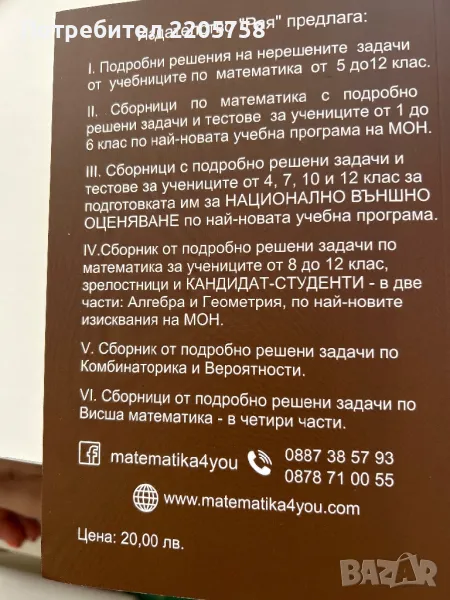 Потребител 2205758
Издателство "Рая" предлага:
I. Подробни решения на нерешените задачи
от учебниците по математика от 5 до12 клас.
II. Сборници по математика с подробно
решени задачи и тестове за учениците от 1 до
6 клас по най-новата учебна програма на МОН.
III. Сборници с подробно решени задачи и
тестове за учениците от 4, 7, 10 и 12 клас за
подготовката им за НАЦИОНАЛНО ВЪНШНО
ОЦЕНЯВАНЕ по най-новата учебна програма.
IV.Сборник от подробно решени задачи по
математика за учениците от 8 до 12 клас,
зрелостници и КАНДИДАТ-СТУДЕНТИ - в две
части: Алгебра и Геометрия, по най-новите
изисквания на МОН.
V. Сборник от подробно решени задачи по
Комбинаторика и Вероятности.
VI. Сборници от подробно решени задачи по
Висша математика - в четири части.
matematika4you
0887 38 57 93
0878 71 00 55
www.matematika4you.com
Цена: 20,00 лв.
BAZAR.BG